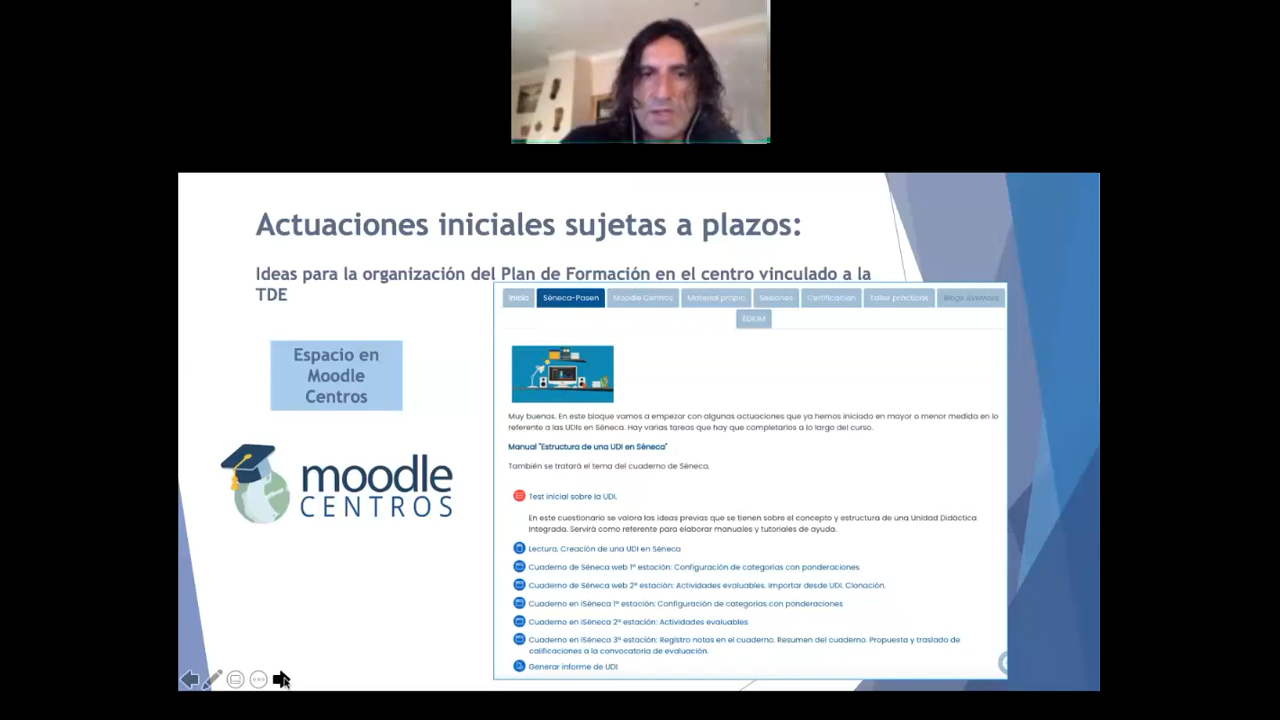 Actuaciones iniciales sujetas a plazos:
Ideas para la organización del Plan de Formación en el centro vinculado a la
TDE
Inicio Séneca-Pasen Moodle Centros Material propio Sesiones Certificación Taller prácticas Blogs Averroes
Espacio en
Moodle
Centros
moodle
CENTROS
Muy buenas. En este bloque vamos a empezar con algunas actuaciones que ya hemos iniciado en mayor o menor medida en lo
referente a las UDIs en Séneca. Hay varias tareas que hay que completarlas a lo largo del curso.
Manual "Estructura de una UDI en Séneca"
También se tratará el tema del cuaderno de Séneca.
Test inicial sobre la UDI.
En este cuestionario se valora las ideas previas que se tienen sobre el concepto y estructura de una Unidad Didáctica
Integrada. Servirá como referente para elaborar manuales y tutoriales de ayuda.
Lectura. Creación de una UDI en Séneca
Cuaderno de Séneca web 1ª estación: Configuración de categorías con ponderaciones
Cuaderno de Séneca web 2ª estación: Actividades evaluables. Importar desde UDI. Clonación.
Cuaderno en iSéneca 1ª estación: Configuración de categorías con ponderaciones
Cuaderno en iSéneca 2ª estación: Actividades evaluables
Cuaderno en iSéneca 3ª estación: Registro notas en el cuaderno. Resumen del cuaderno. Propuesta y traslado de
calificaciones a la convocatoria de evaluación.
Generar informe de UDI